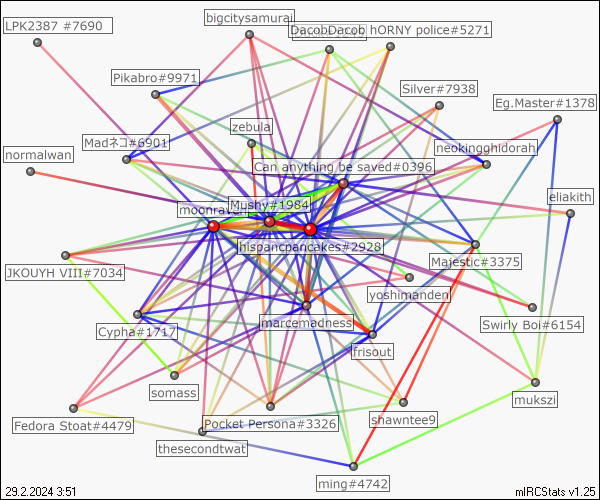 bigcitysamurai
LPK2387 #7690
DacobDacob hORNY police#5271
Pikabro#9971
Silver#7938
Eg.Master#1378
zebula
Madネコ#6901
neokingghidorah
normalwan
Can anything be saved#0396
eliakith
Mushy#1984
moonraven
hispancpancakes#2928
Majestic#3375
JKOUYH VIII#7034
yoshimanden
marcemadness
Swirly Boi#6154
Cypha#1717
frisout
somass
mukszi
Fedora Stoat#4479
Pocket Persona#3326
shawntee9
thesecondtwat
ming#4742
29.2.2024 3:51
mIRCStats v1.25